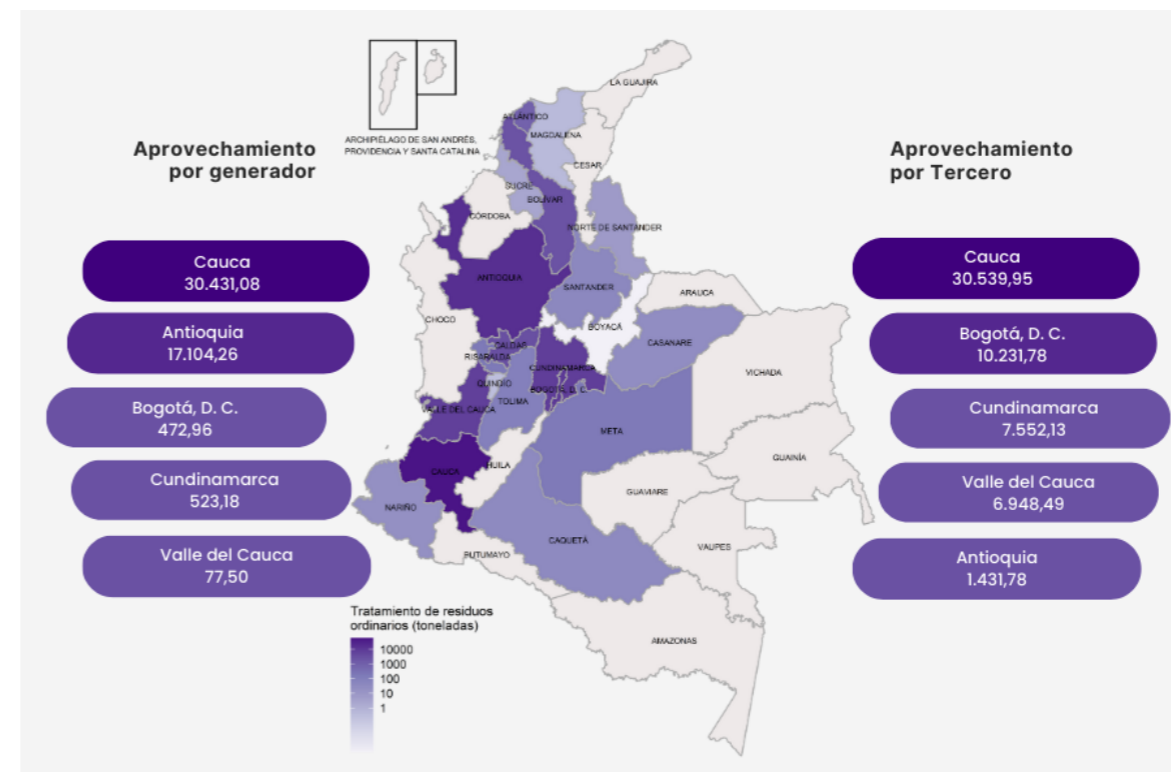 Aprovechamiento
por generador
Cauca
30.431,08
Antioquia
17.104,26
Bogotá, D. C.
472,96
Cundinamarca
523,18
Valle del Cauca
77,50
ARCHIPIÉLAGO DE SAN ANDRÉS,
PROVIDENCIA Y SANTA CATALINA
LA GUAJIRA
ATLÁNTICO
MAGDALENA
CESAR
SUCRE
BOLÍVAR
CÓRDOBA
NORTE DE SANTANDER
ANTIOQUIA
SANTANDER
ARAUCA
CHOCO
BOYACÁ
CALDAS
CASANARE
RISARALDA
CUNDINAMARCA
VICHADA
QUINDÍO
BOGOTÁ, D. C.
TOLIMA
VALLE DEL CAUCA
META
GUAINÍA
CAUCA
HUILA
GUAVIARE
NARIÑO
CAQUETÁ
VAUPES
PUTUMAYO
AMAZONAS
Tratamiento de residuos
ordinarios (toneladas)
10000
1000
100
10
1
Aprovechamiento
por Tercero
Cauca
30.539,95
Bogotá, D. C.
10.231,78
Cundinamarca
7.552,13
Valle del Cauca
6.948,49
Antioquia
1.431,78